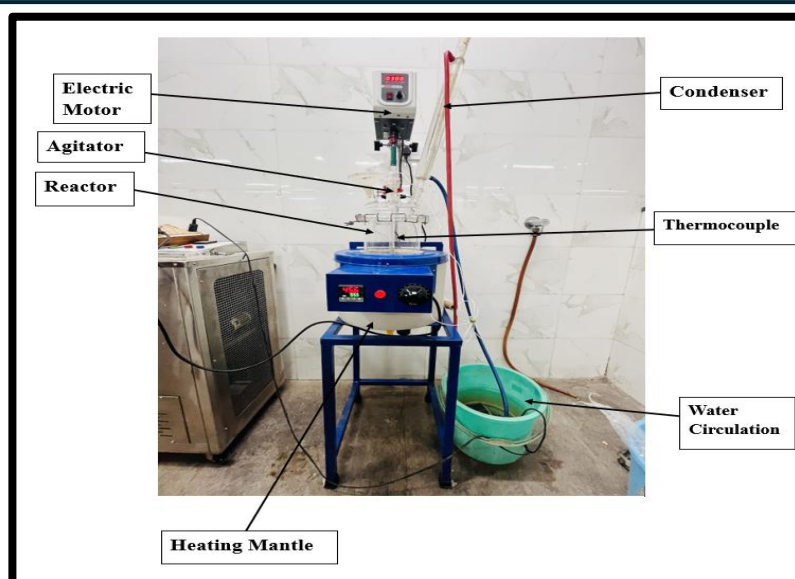 Electric
Motor
Condenser
Agitator
Reactor
Thermocouple
Water
Circulation
Heating Mantle